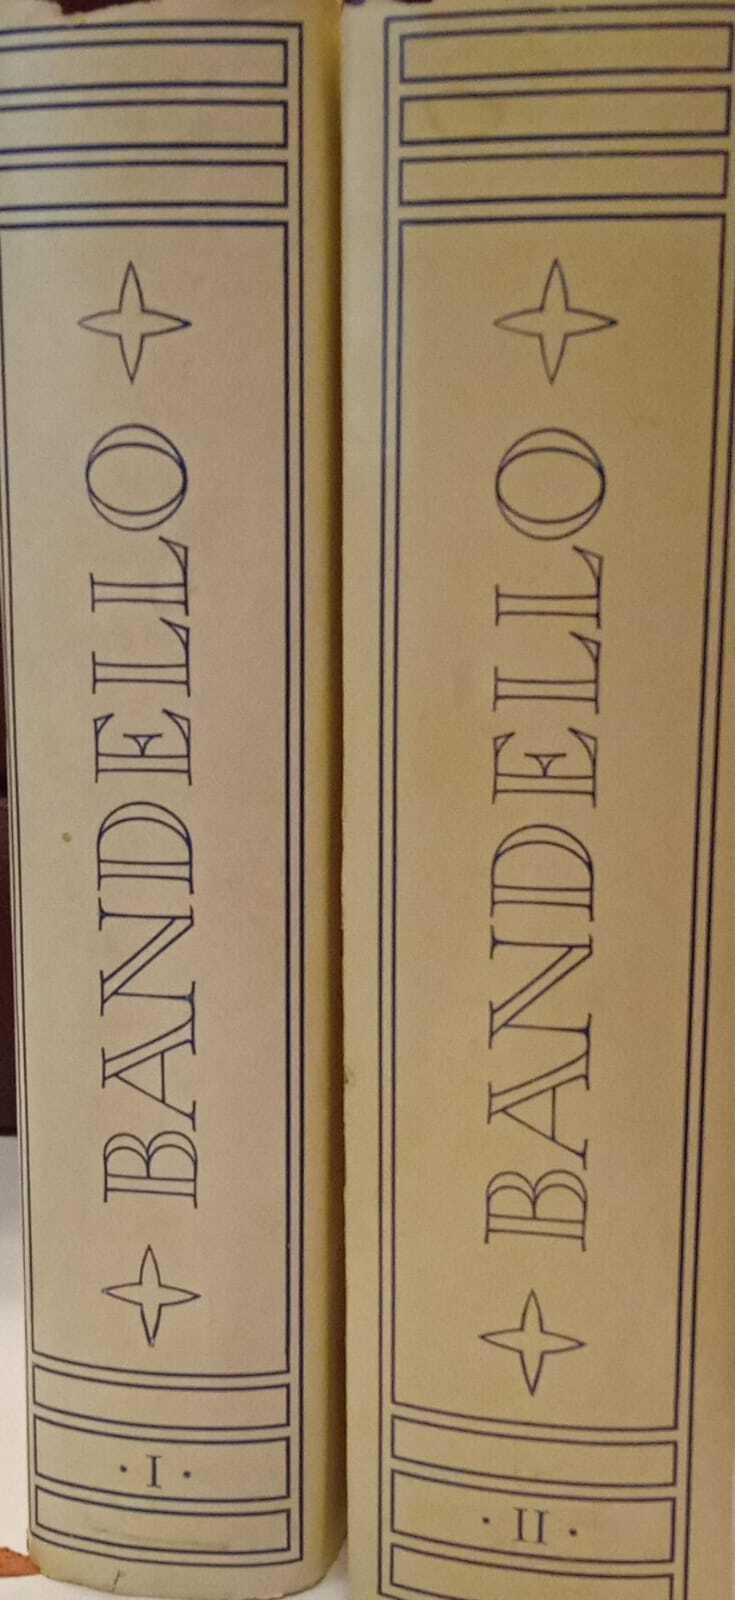 BANDELLO
· I ·
BANDELLO
· II ·